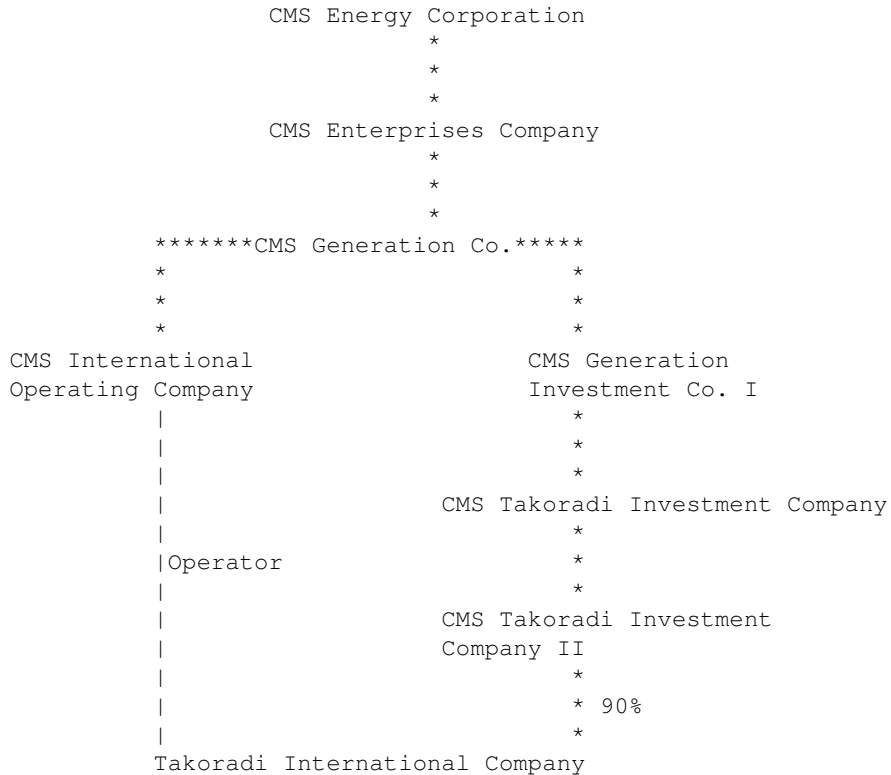 CMS Energy Corporation
*
*
*
CMS Enterprises Company
*
*
*
*******CMS Generation Co.*****
* *
* *
* *
CMS International CMS Generation
Operating Company Investment Co. I
| *
| *
| *
| CMS Takoradi Investment Company
| *
|Operator *
| *
| CMS Takoradi Investment
| Company II
| *
| * 90%
| *
Takoradi International Company